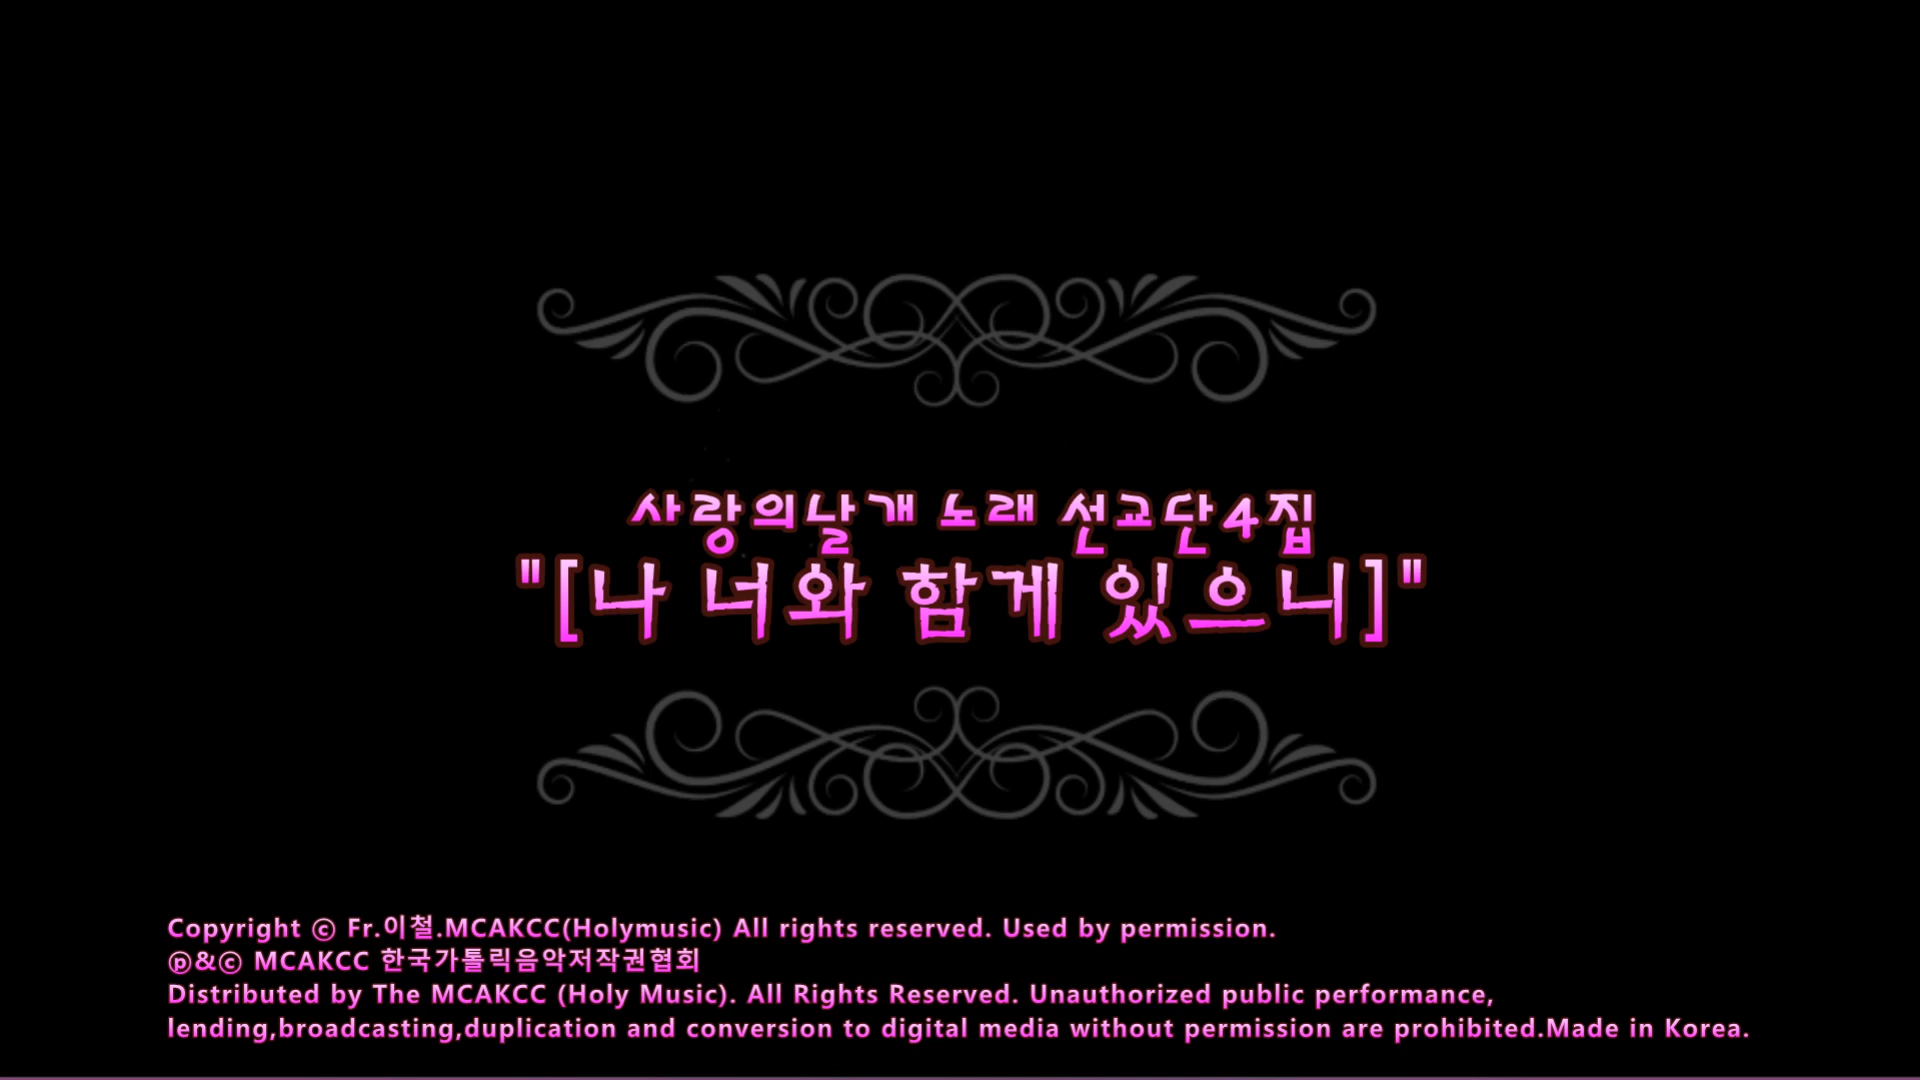 사랑의날개 노래 선교단4집
"[나 너와 함께 있으니]"
Copyright ⓒ Fr.이철.MCAKCC(Holymusic) All rights reserved. Used by permission.
ⓟ&ⓒ MCAKCC 한국가톨릭음악저작권협회
Distributed by The MCAKCC (Holy Music). All Rights Reserved. Unauthorized public performance,
lending,broadcasting,duplication and conversion to digital media without permission are prohibited.Made in Korea.